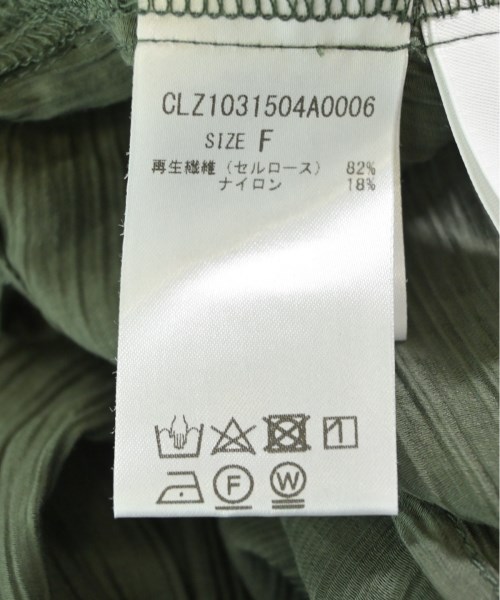 CLZ1031504A0006
SIZE F
再生繊維（セルロース） 82%
ナイロン 18%
F W